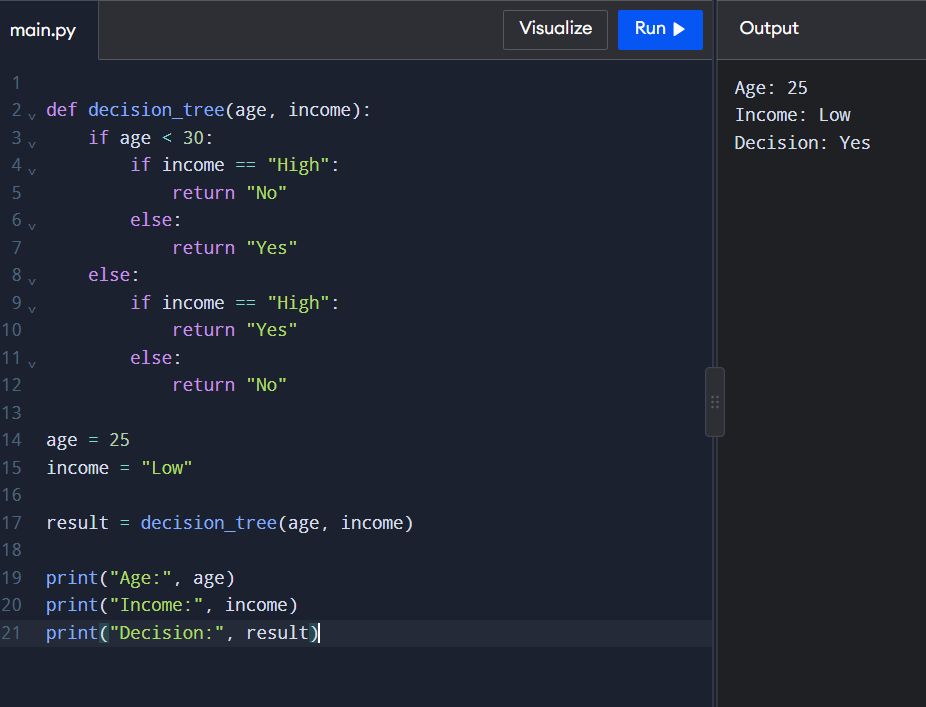 main.py
Visualize
Run
Output
1
2 def decision_tree(age, income):
3     if age < 30:
4         if income == "High":
5             return "No"
6         else:
7             return "Yes"
8     else:
9         if income == "High":
10             return "Yes"
11         else:
12             return "No"
13
14 age = 25
15 income = "Low"
16
17 result = decision_tree(age, income)
18
19 print("Age:", age)
20 print("Income:", income)
21 print("Decision:", result)
Age: 25
Income: Low
Decision: Yes